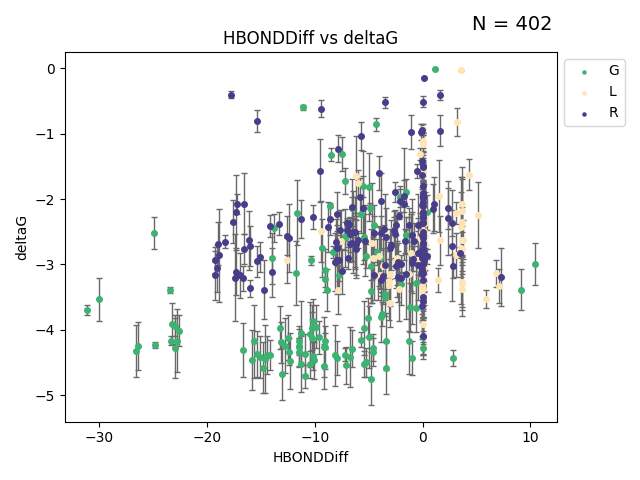 N = 402
HBONDDiff vs deltaG
G
L
R
deltaG
0
−1
−2
−3
−4
−5
−30
−20
−10
0
10
HBONDDiff